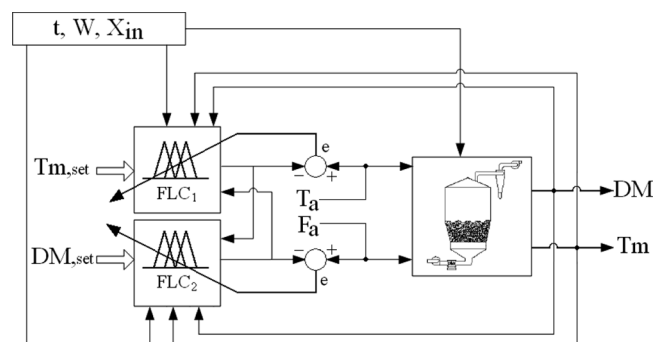 t, W, Xin
Tm,set
FLC1
e
− +
Ta
DM
Fa
Tm
DM,set
FLC2
− +
e